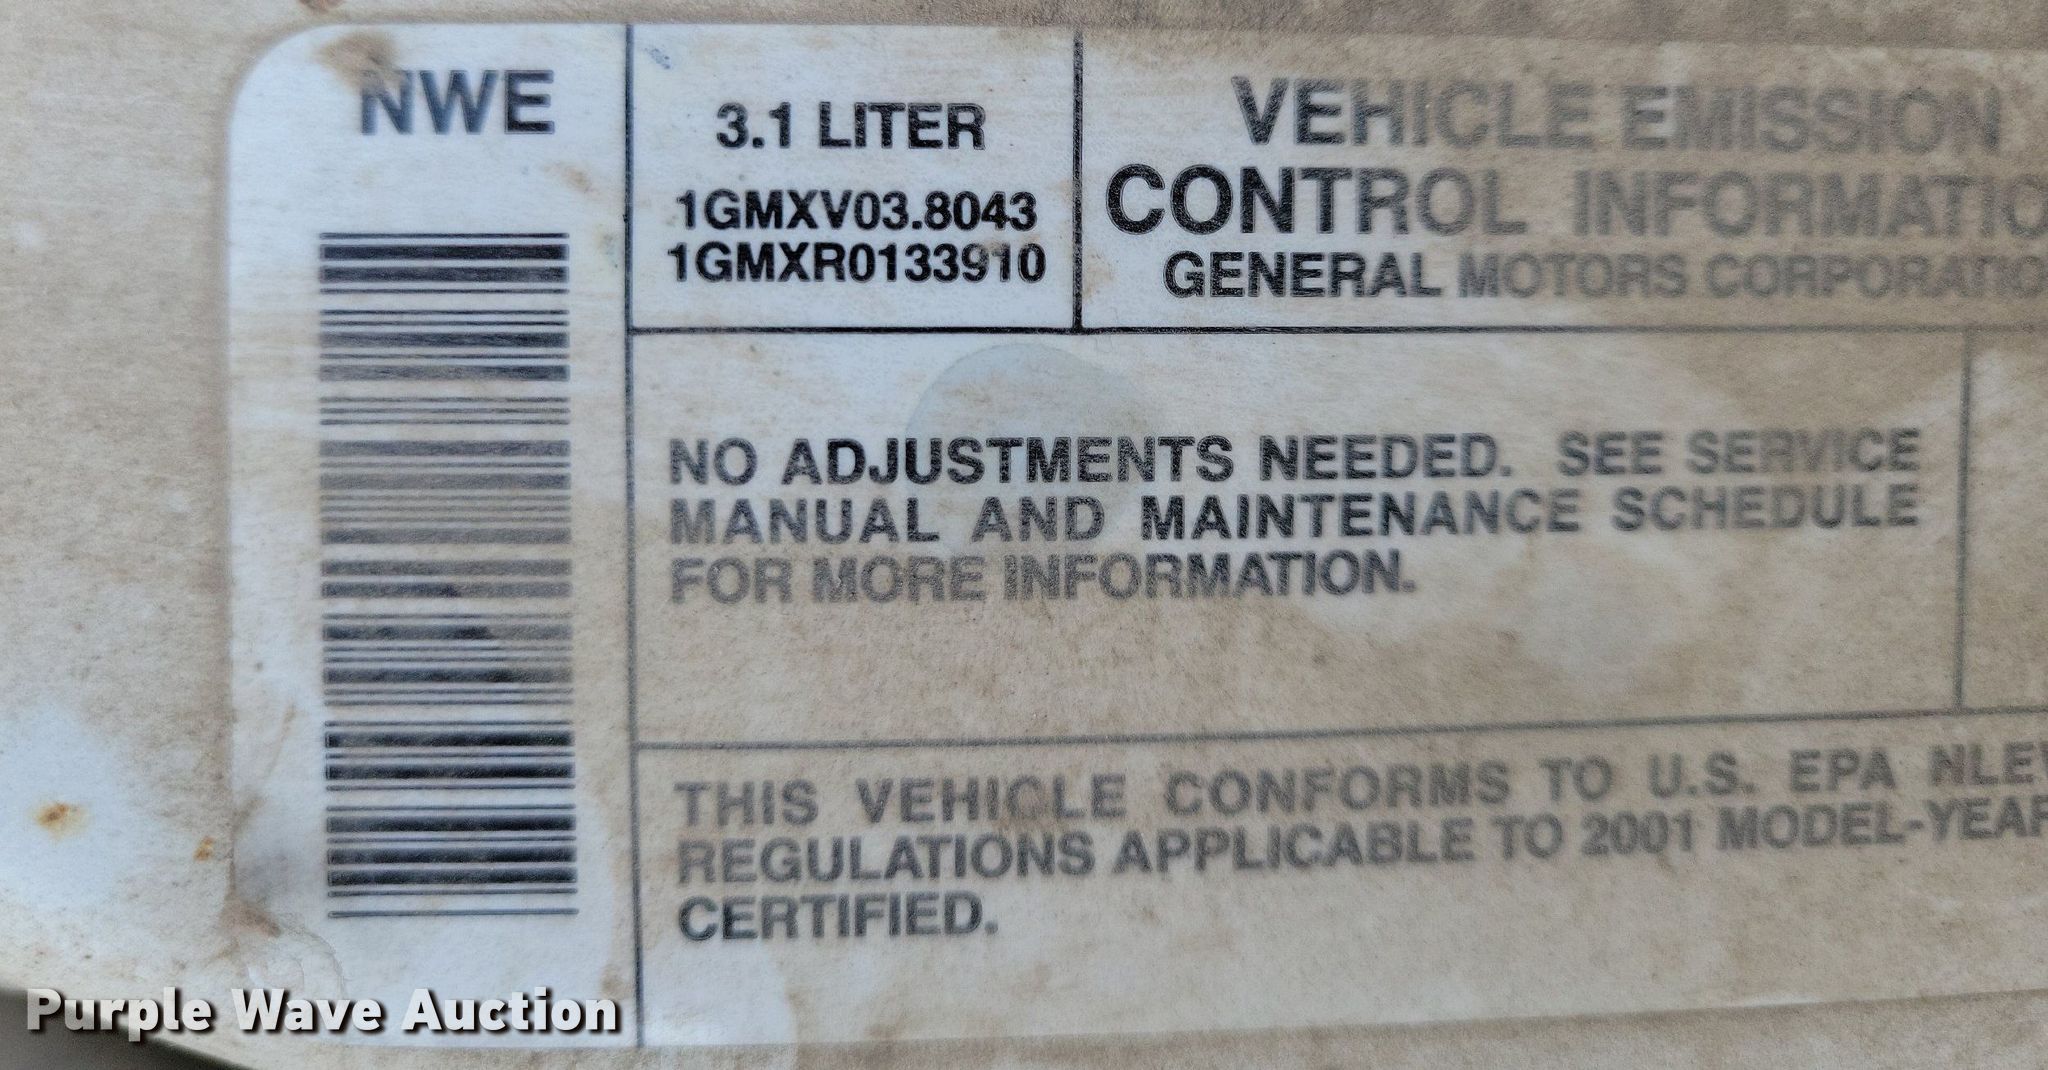 NWE
3.1 LITER
1GMXV03.8043
1GMXR0133910
VEHICLE EMISSION
CONTROL INFORMATIO
GENERAL MOTORS CORPORATIO
NO ADJUSTMENTS NEEDED. SEE SERVICE
MANUAL AND MAINTENANCE SCHEDULE
FOR MORE INFORMATION.
THIS VEHICLE CONFORMS TO U.S. EPA NLEV
REGULATIONS APPLICABLE TO 2001 MODEL-YEAR
CERTIFIED.
Purple Wave Auction